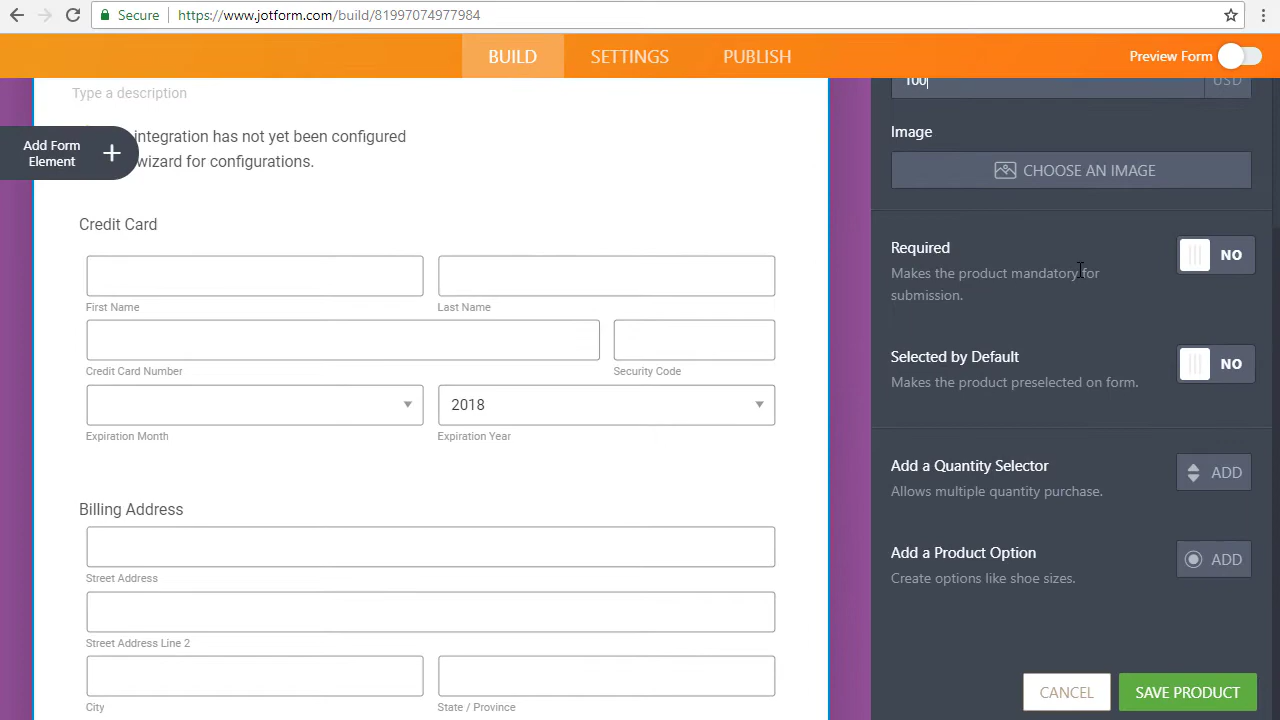 Secure
https://www.jotform.com/build/81997074977984
BUILD
SETTINGS
PUBLISH
Preview Form
Type a description
integration has not yet been configured
wizard for configurations.
Add Form
Element
Credit Card
First Name
Last Name
Credit Card Number
Security Code
2018
Expiration Month
Expiration Year
Billing Address
Street Address
Street Address Line 2
City
State / Province
100
USD
Image
CHOOSE AN IMAGE
Required
NO
Makes the product mandatory for
submission.
Selected by Default
NO
Makes the product preselected on form.
Add a Quantity Selector
ADD
Allows multiple quantity purchase.
Add a Product Option
ADD
Create options like shoe sizes.
CANCEL
SAVE PRODUCT